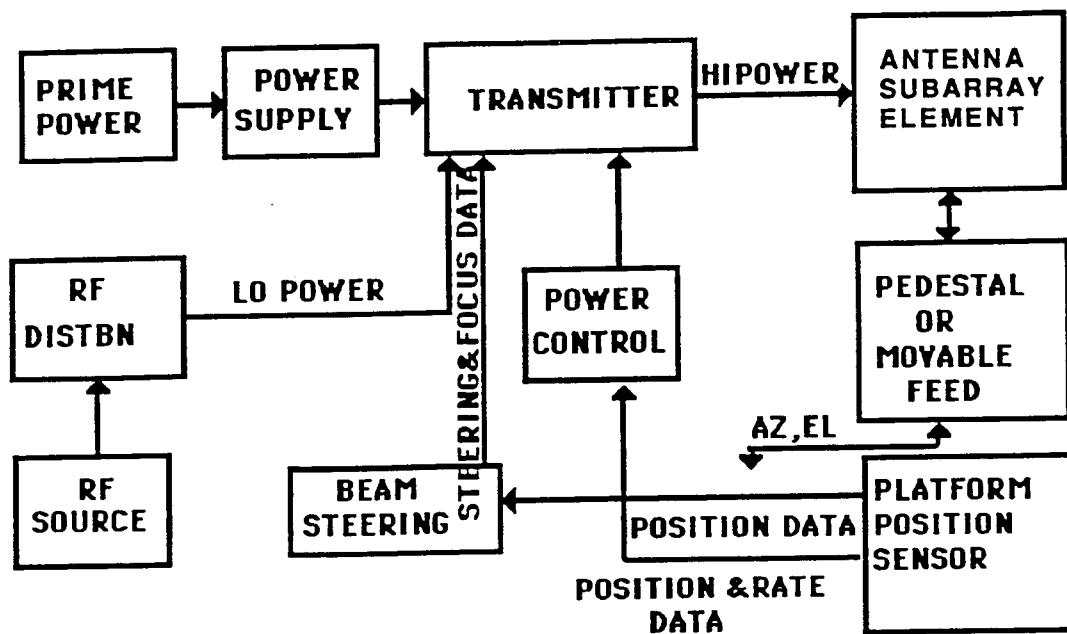 PRIME
POWER
POWER
SUPPLY
TRANSMITTER
HIPOWER
ANTENNA
SUBARRAY
ELEMENT
RF
DISTBN
LO POWER
STEERING&FOCUS DATA
POWER
CONTROL
PEDESTAL
OR
MOVABLE
FEED
AZ,EL
RF
SOURCE
BEAM
STEERING
POSITION DATA
PLATFORM
POSITION
SENSOR
POSITION &RATE
DATA